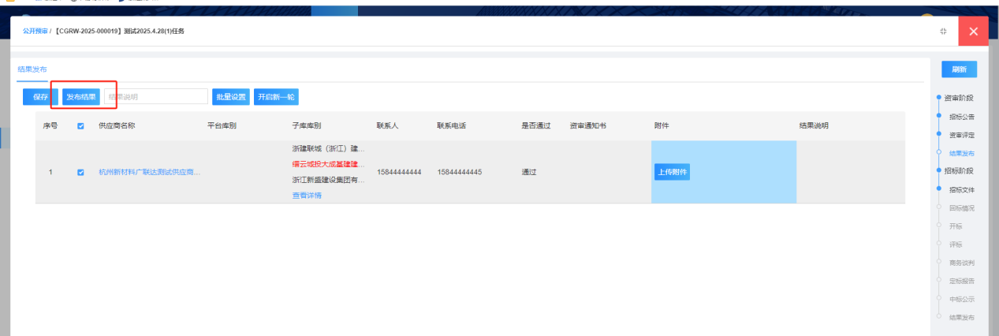 公开预审 / 【CGRW-2025-000019】测试2025.4.28(1)任务
结果发布
刷新
保存 发布结果 结果说明 批量设置 开启新一轮
序号 供应商名称 平台库别 子库库别 联系人 联系电话 是否通过 资审通知书 附件 结果说明
浙建联城（浙江）建...
缙云城投大成基建建...
1 杭州新材料广联达测试供应商... 15844444444 15844444445 通过 上传附件
浙江新盛建设集团有...
查看详情
资审阶段
招标公告
资审评定
结果发布
招标阶段
招标文件
回标情况
开标
评标
商务谈判
定标报告
中标公示
结果发布